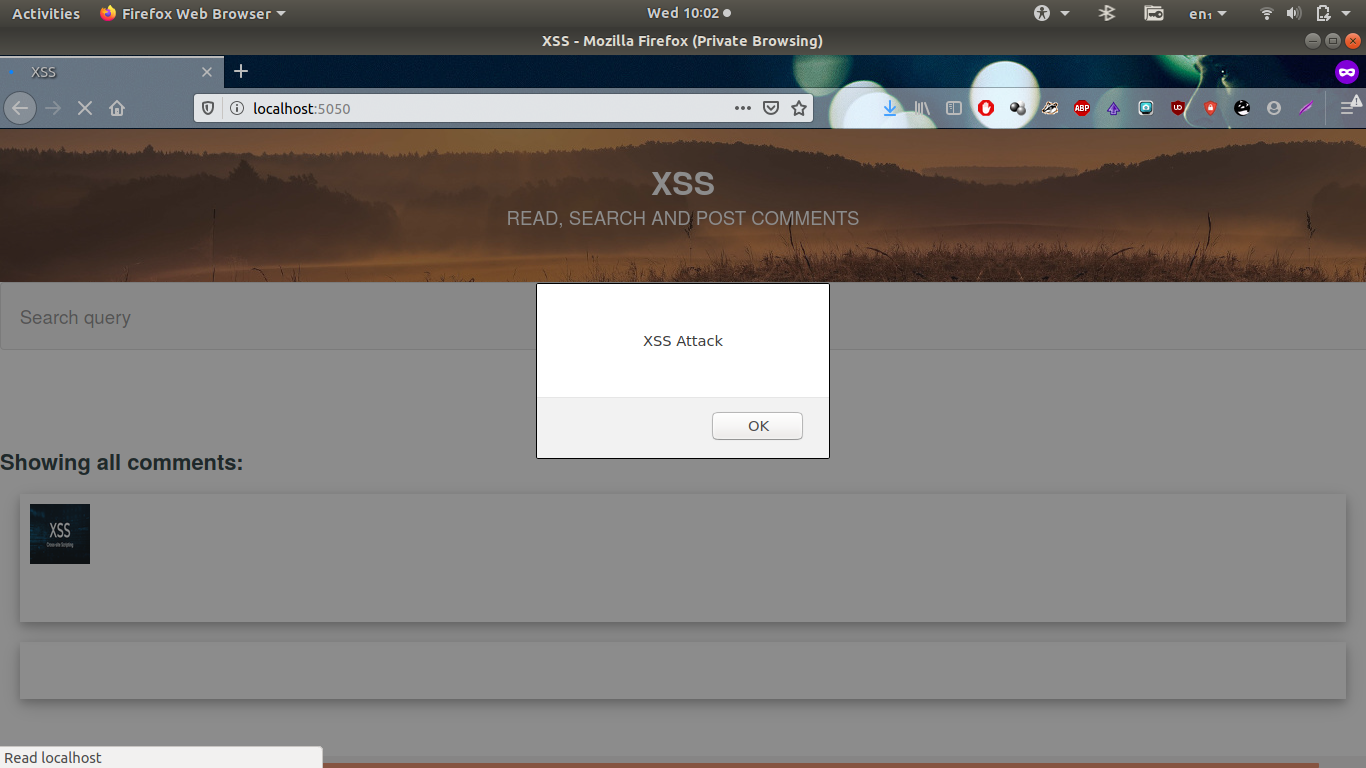 Activities Firefox Web Browser Wed 10:02 en₁
XSS - Mozilla Firefox (Private Browsing)
XSS
localhost:5050
ABP
XSS
READ, SEARCH AND POST COMMENTS
Search query
XSS Attack
OK
Showing all comments:
XSS
Cross-site Scripting
Read localhost